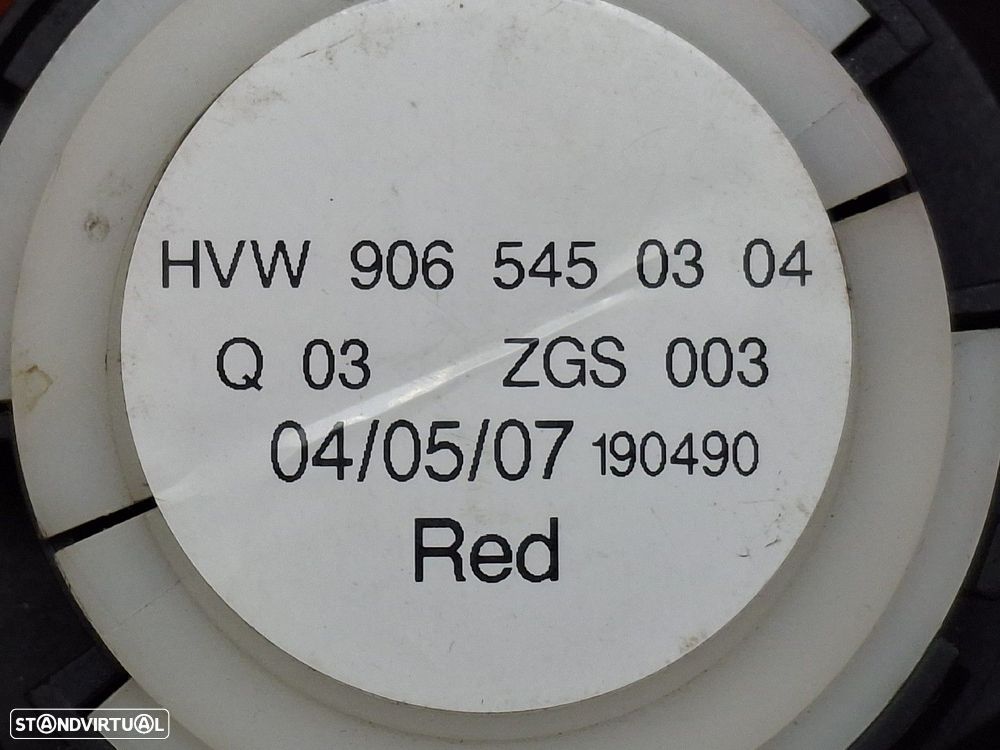 HVW 906 545 03 04
Q 03 ZGS 003
04/05/07 190490
Red
STANDVIRTUAL